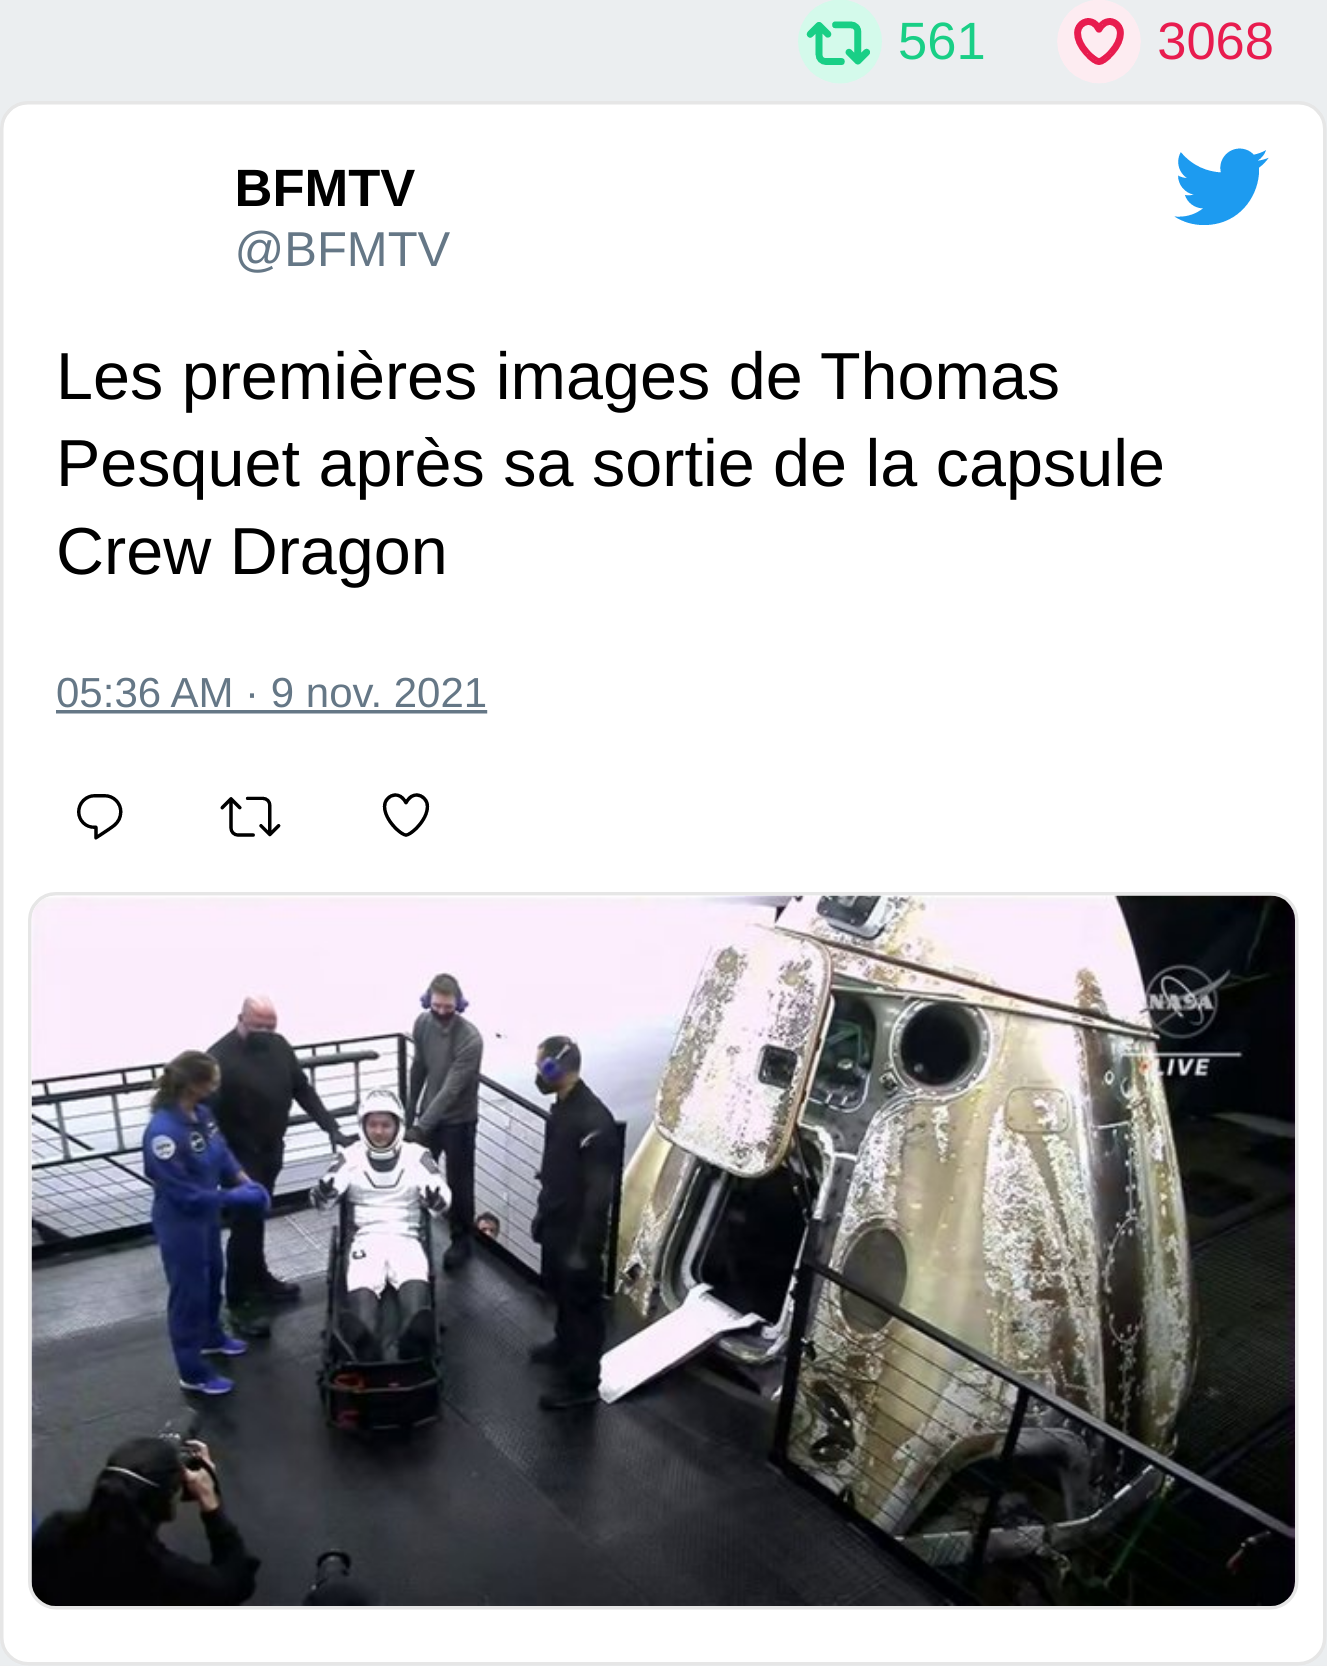 561 3068
BFMTV
@BFMTV
Les premières images de Thomas
Pesquet après sa sortie de la capsule
Crew Dragon
05:36 AM · 9 nov. 2021
NASA
LIVE